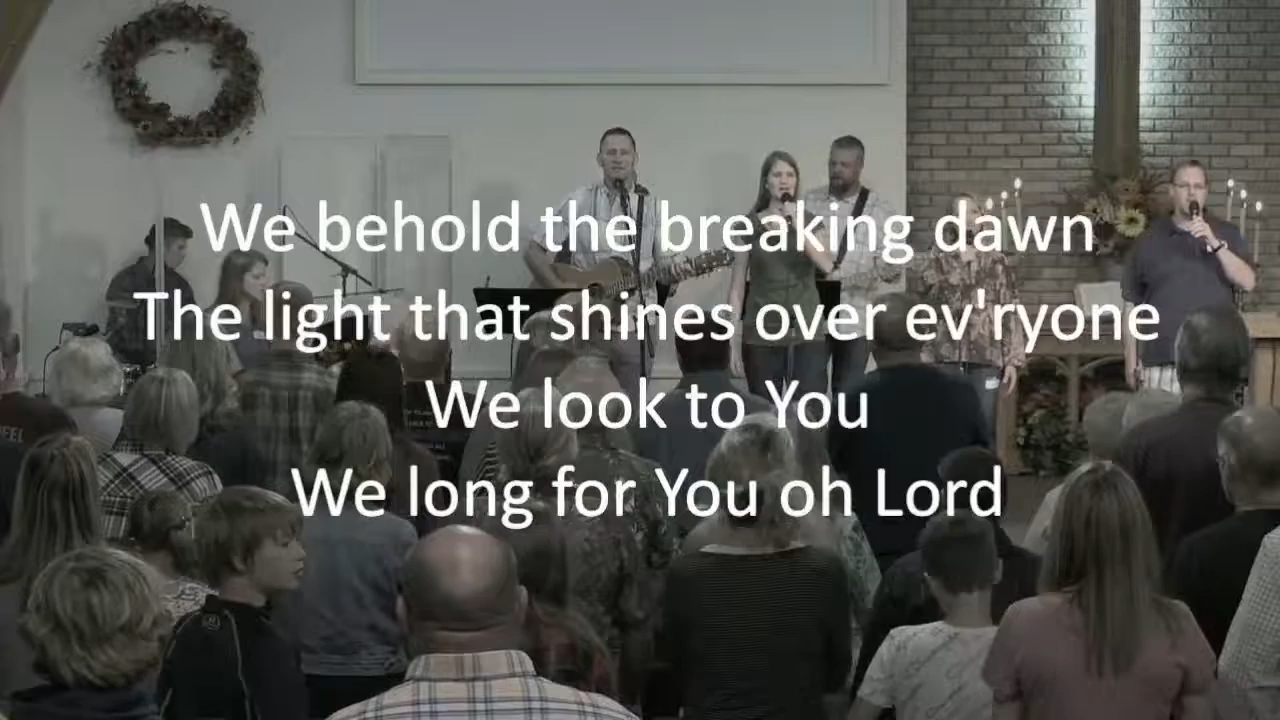 We behold the breaking dawn
The light that shines over ev'ryone
We look to You
We long for You oh Lord